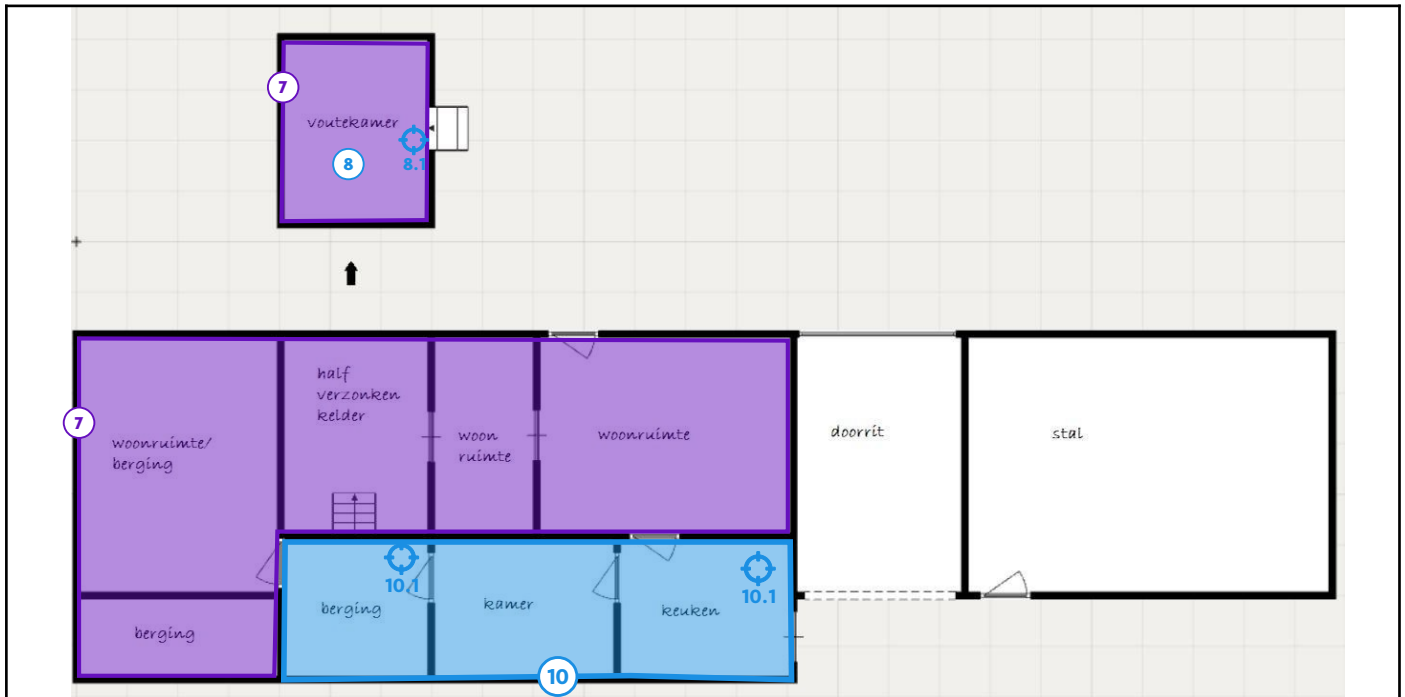 7
voutekamer
8
8.1
half
verzonken
kelder
7
woonruimte/
berging
woon
ruimte
woonruimte
doorrit
stal
10.1
10.1
berging
kamer
keuken
berging
10